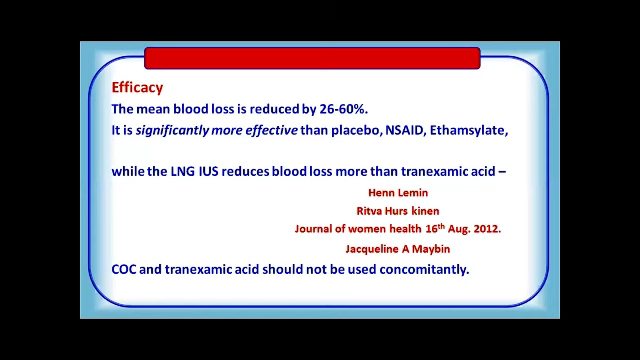 Efficacy
The mean blood loss is reduced by 26-60%.
It is significantly more effective than placebo, NSAID, Ethamsylate,
while the LNG IUS reduces blood loss more than tranexamic acid –
Henn Lemin
Ritva Hurs kinen
Journal of women health 16th Aug. 2012.
Jacqueline A Maybin
COC and tranexamic acid should not be used concomitantly.